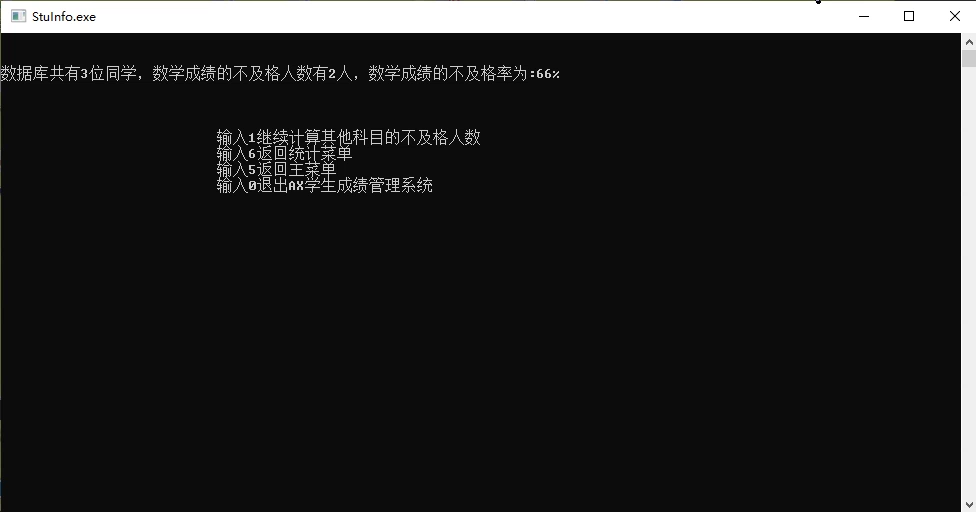 StuInfo.exe
数据库共有3位同学，数学成绩的不及格人数有2人，数学成绩的不及格率为:66%
输入1继续计算其他科目的不及格人数
输入6返回统计菜单
输入5返回主菜单
输入0退出AX学生成绩管理系统